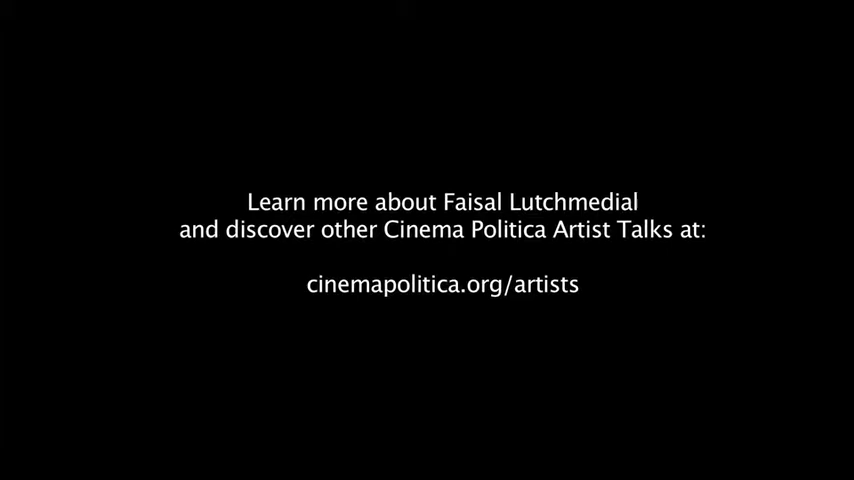 Learn more about Faisal Lutchmedial
and discover other Cinema Politica Artist Talks at:
cinemapolitica.org/artists